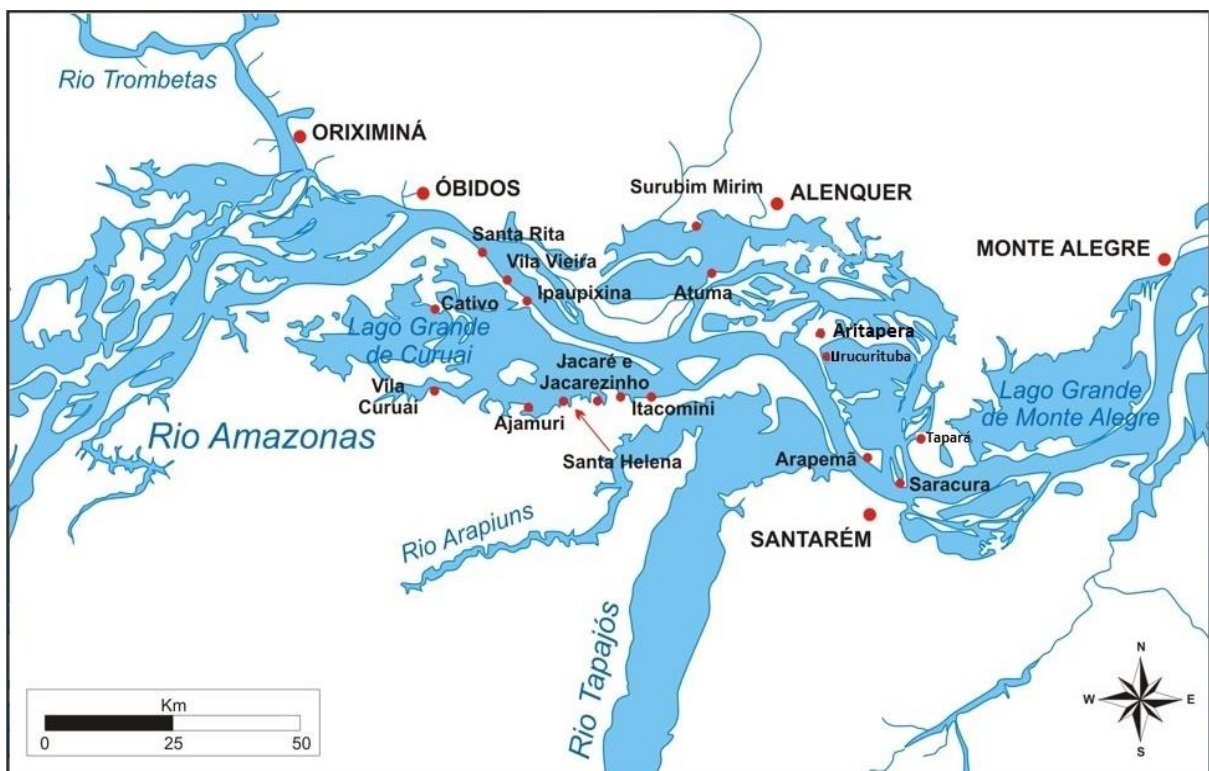 Rio Trombetas
ORIXIMINÁ
ÓBIDOS
Surubim Mirim
ALENQUER
Santa Rita
Vila Vieira
MONTE ALEGRE
Ipaupixina
Atuma
Cativo
Lago Grande
de Curuai
Aritapera
Urucurituba
Jacaré e
Jacarezinho
Vila
Curuai
Itacomini
Ajamuri
Lago Grande
de Monte Alegre
Rio Amazonas
Tapará
Santa Helena
Arapemã
Saracura
Rio Arapiuns
SANTARÉM
Rio Tapajós
Km
0 25 50
N
W E
S